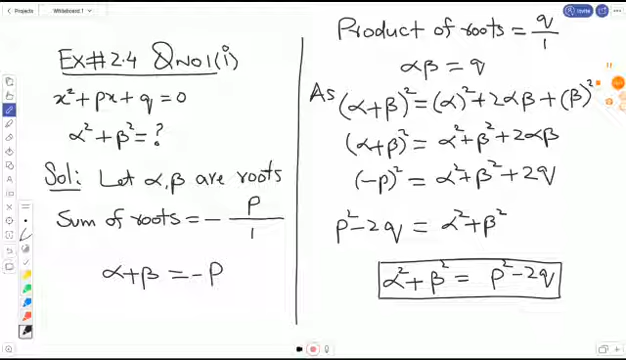 Projects
Whiteboard 1
Ex#2.4 QNO1(i)
x²+px+q=0
α²+β²=?
Sol: Let α,β are roots
Sum of roots = - p/1
α+β = -p
Product of roots = q/1
αβ = q
As (α+β)² = (α)²+2αβ+(β)²
(α+β)² = α²+β²+2αβ
(-p)² = α²+β²+2q
p²-2q = α²+β²
α²+β² = p²-2q